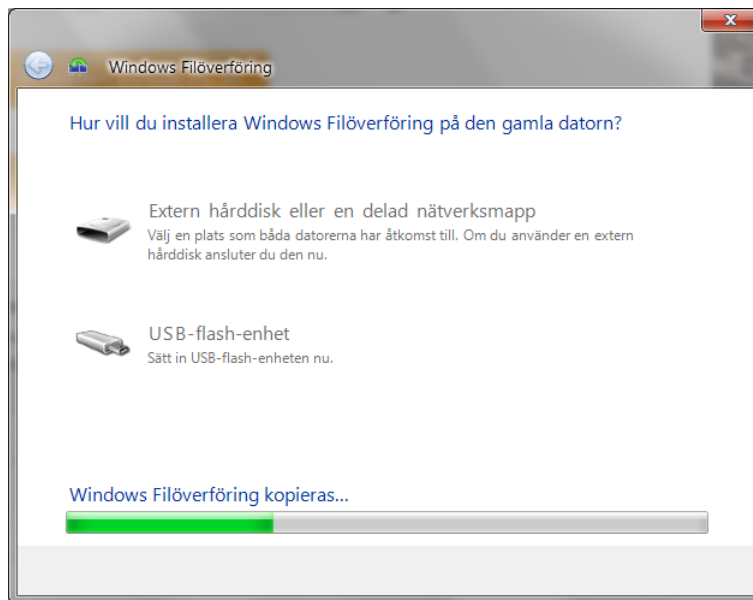 Windows Filöverföring
Hur vill du installera Windows Filöverföring på den gamla datorn?
Extern hårddisk eller en delad nätverksmapp
Välj en plats som båda datorerna har åtkomst till. Om du använder en extern
hårddisk ansluter du den nu.
USB-flash-enhet
Sätt in USB-flash-enheten nu.
Windows Filöverföring kopieras...